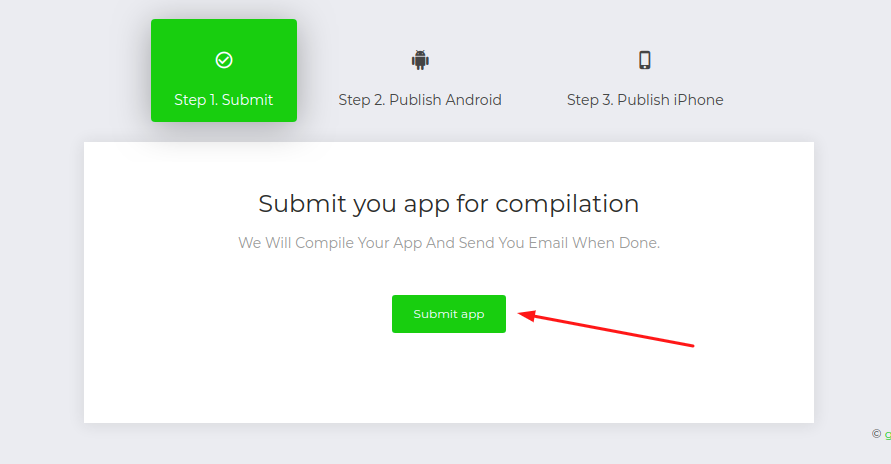 Step 1. Submit
Step 2. Publish Android
Step 3. Publish iPhone
Submit you app for compilation
We Will Compile Your App And Send You Email When Done.
Submit app
©